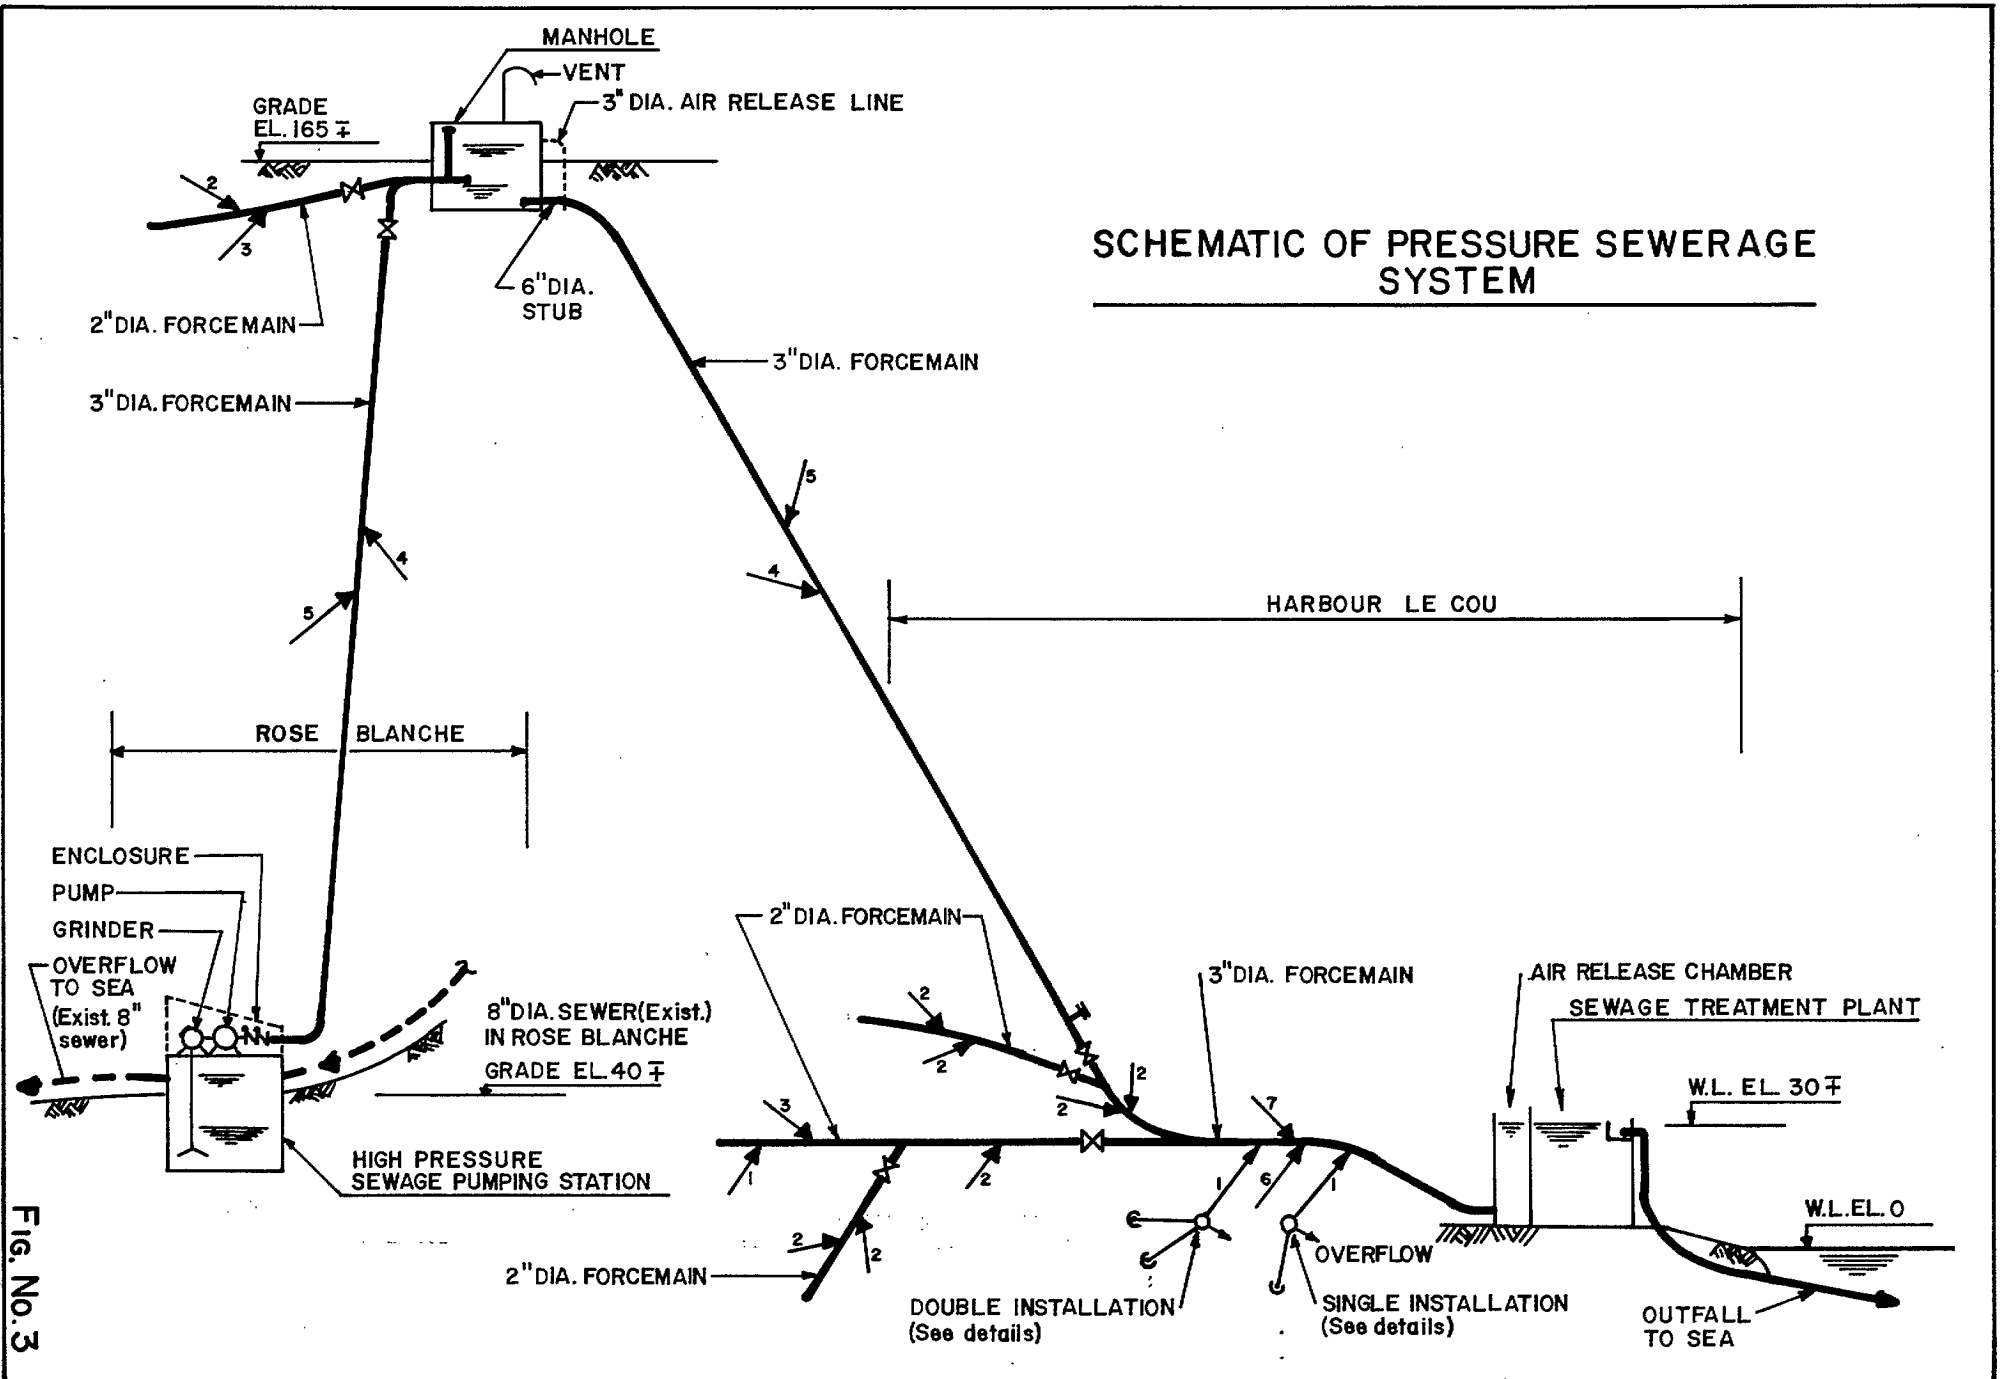 MANHOLE
VENT
3" DIA. AIR RELEASE LINE
GRADE
EL. 165 ∓
2
3
6" DIA.
STUB
2" DIA. FORCEMAIN
3" DIA. FORCEMAIN
SCHEMATIC OF PRESSURE SEWERAGE
SYSTEM
3" DIA. FORCEMAIN
5
4
4
5
HARBOUR LE COU
ROSE BLANCHE
ENCLOSURE
PUMP
GRINDER
OVERFLOW
TO SEA
(Exist. 8"
sewer)
8" DIA. SEWER (Exist.)
IN ROSE BLANCHE
GRADE EL. 40 ∓
HIGH PRESSURE
SEWAGE PUMPING STATION
2" DIA. FORCEMAIN
2
2
3" DIA. FORCEMAIN
AIR RELEASE CHAMBER
SEWAGE TREATMENT PLANT
W.L. EL. 30 ∓
2
2
3
7
1
2
1
6
1
2
2
2" DIA. FORCEMAIN
OVERFLOW
DOUBLE INSTALLATION
(See details)
SINGLE INSTALLATION
(See details)
W.L. EL. 0
OUTFALL
TO SEA
FIG. No. 3